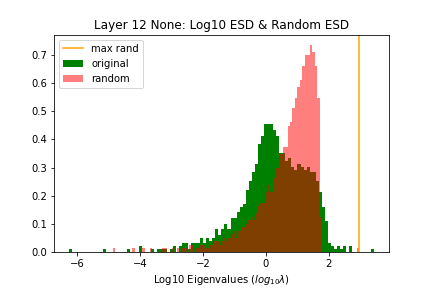 Layer 12 None: Log10 ESD & Random ESD
max rand
original
random
0.7
0.6
0.5
0.4
0.3
0.2
0.1
0.0
−6
−4
−2
0
2
Log10 Eigenvalues (log₁₀λ)